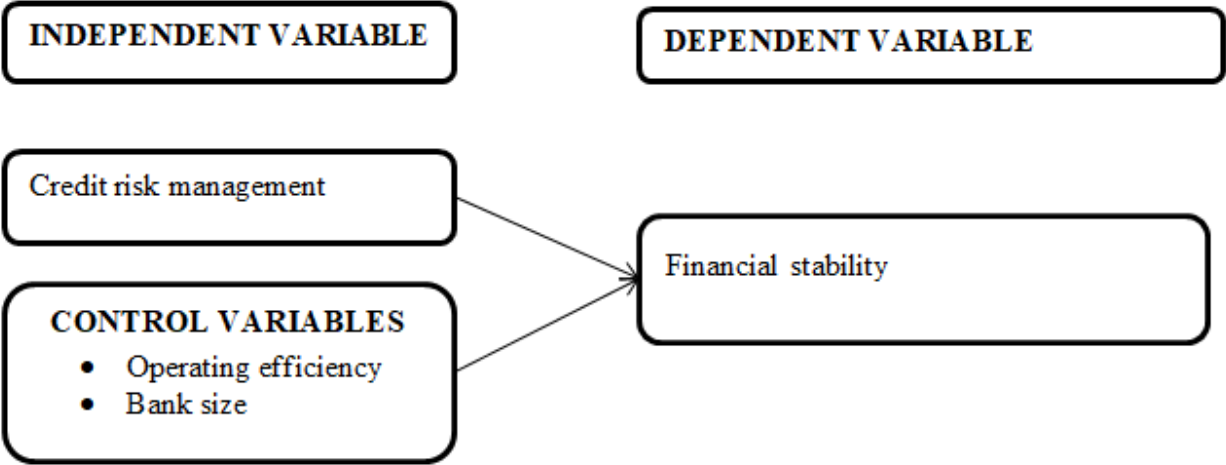 INDEPENDENT VARIABLE
DEPENDENT VARIABLE
Credit risk management
Financial stability
CONTROL VARIABLES
• Operating efficiency
• Bank size